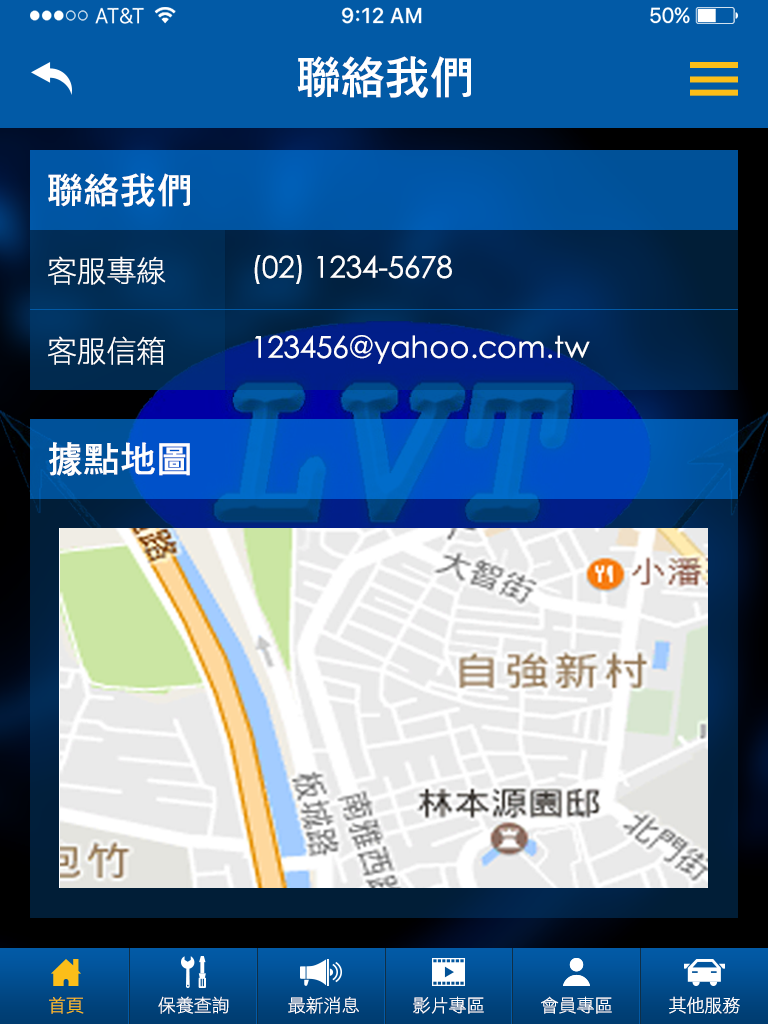 AT&T 9:12 AM 50%
聯絡我們
聯絡我們
客服專線 (02) 1234-5678
客服信箱 123456@yahoo.com.tw
LVT
據點地圖
路
大智街
小潘
自強新村
林本源園邸
板城路
南雅西路
北門街
包竹
首頁 保養查詢 最新消息 影片專區 會員專區 其他服務